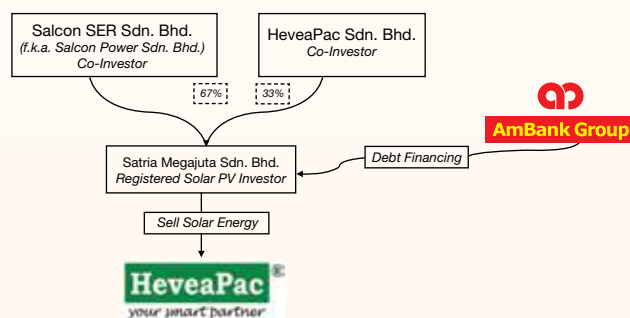 Salcon SER Sdn. Bhd.
(f.k.a. Salcon Power Sdn. Bhd.)
Co-Investor
HeveaPac Sdn. Bhd.
Co-Investor
67%
33%
AmBank Group
Satria Megajuta Sdn. Bhd.
Registered Solar PV Investor
Debt Financing
Sell Solar Energy
HeveaPac®
your smart partner